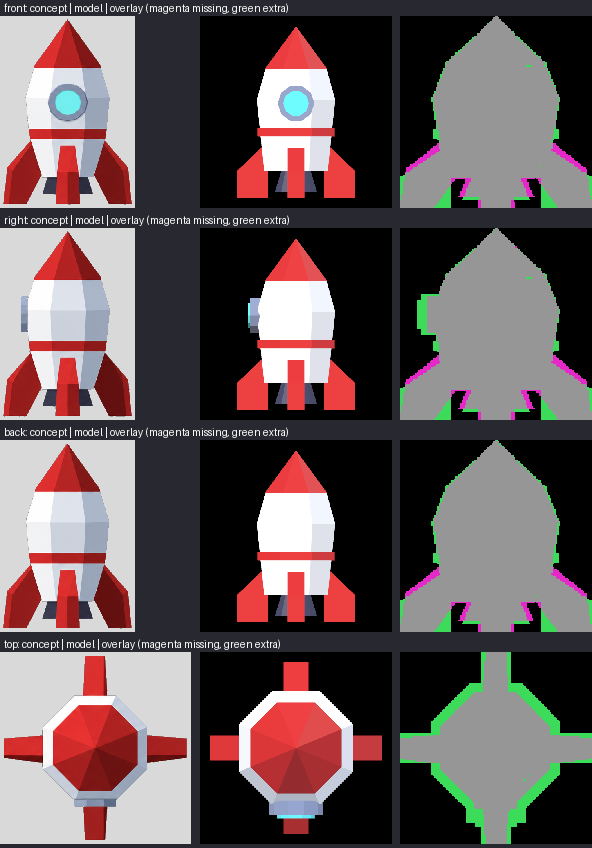 front: concept | model | overlay (magenta missing, green extra)
right: concept | model | overlay (magenta missing, green extra)
back: concept | model | overlay (magenta missing, green extra)
top: concept | model | overlay (magenta missing, green extra)